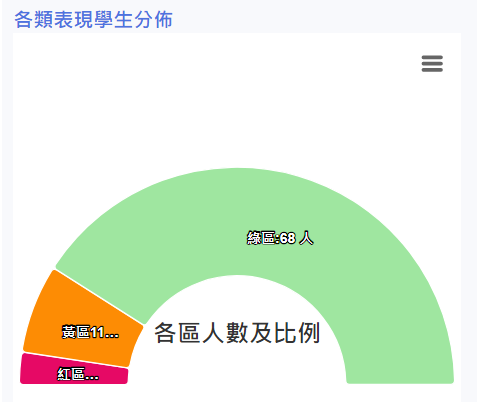 各類表現學生分佈
綠區:68 人
黃區11…
各區人數及比例
紅區…